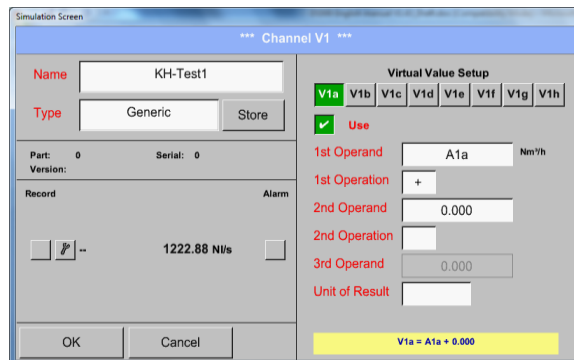 Simulation Screen
*** Channel V1 ***
Name
KH-Test1
Type
Generic
Store
Part: 0
Serial: 0
Version:
Record
Alarm
--
1222.88 Nl/s
OK
Cancel
Virtual Value Setup
V1a V1b V1c V1d V1e V1f V1g V1h
✔ Use
1st Operand
A1a
Nm³/h
1st Operation
+
2nd Operand
0.000
2nd Operation
3rd Operand
0.000
Unit of Result
V1a = A1a + 0.000